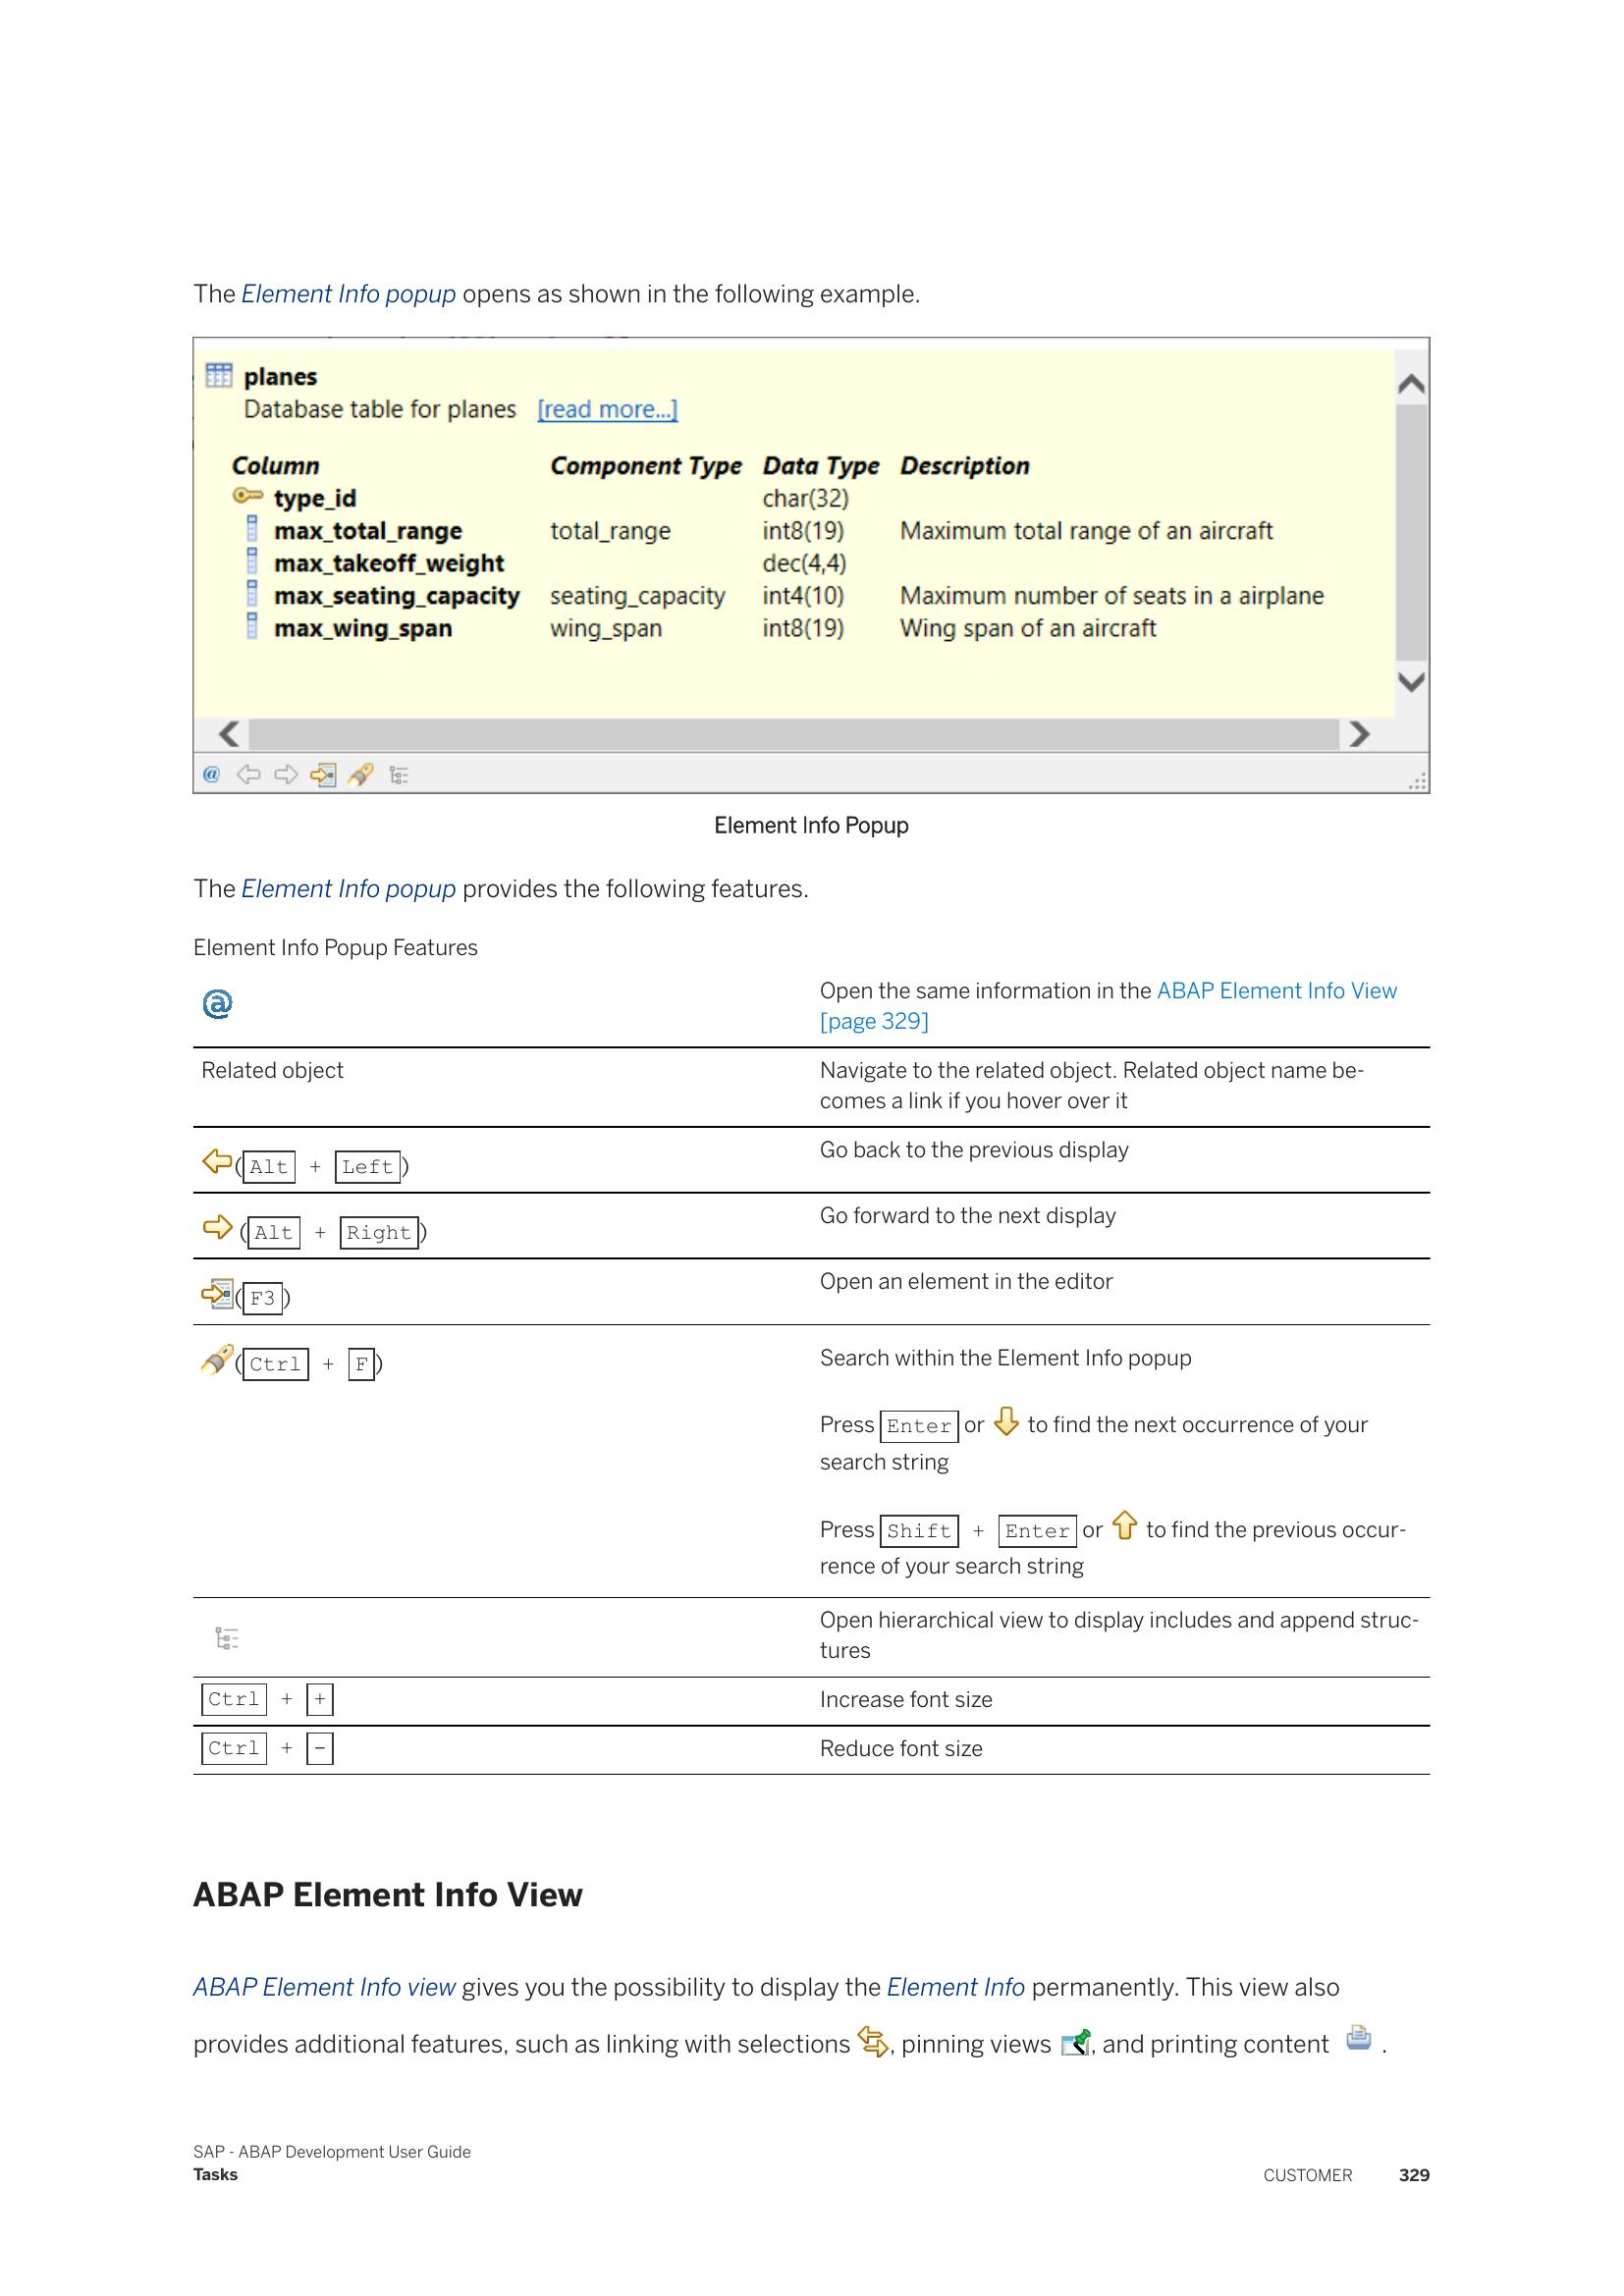 The Element Info popup opens as shown in the following example.
planes
Database table for planes [read more...]
Column Component Type Data Type Description
type_id char(32)
max_total_range total_range int8(19) Maximum total range of an aircraft
max_takeoff_weight dec(4,4)
max_seating_capacity seating_capacity int4(10) Maximum number of seats in a airplane
max_wing_span wing_span int8(19) Wing span of an aircraft
@
Element Info Popup
The Element Info popup provides the following features.
Element Info Popup Features
@ Open the same information in the ABAP Element Info View
[page 329]
Related object Navigate to the related object. Related object name be-
comes a link if you hover over it
(Alt + Left) Go back to the previous display
(Alt + Right) Go forward to the next display
(F3) Open an element in the editor
(Ctrl + F) Search within the Element Info popup
Press Enter or to find the next occurrence of your
search string
Press Shift + Enter or to find the previous occur-
rence of your search string
Open hierarchical view to display includes and append struc-
tures
Ctrl + + Increase font size
Ctrl + - Reduce font size
ABAP Element Info View
ABAP Element Info view gives you the possibility to display the Element Info permanently. This view also
provides additional features, such as linking with selections , pinning views , and printing content .
SAP - ABAP Development User Guide
Tasks CUSTOMER 329